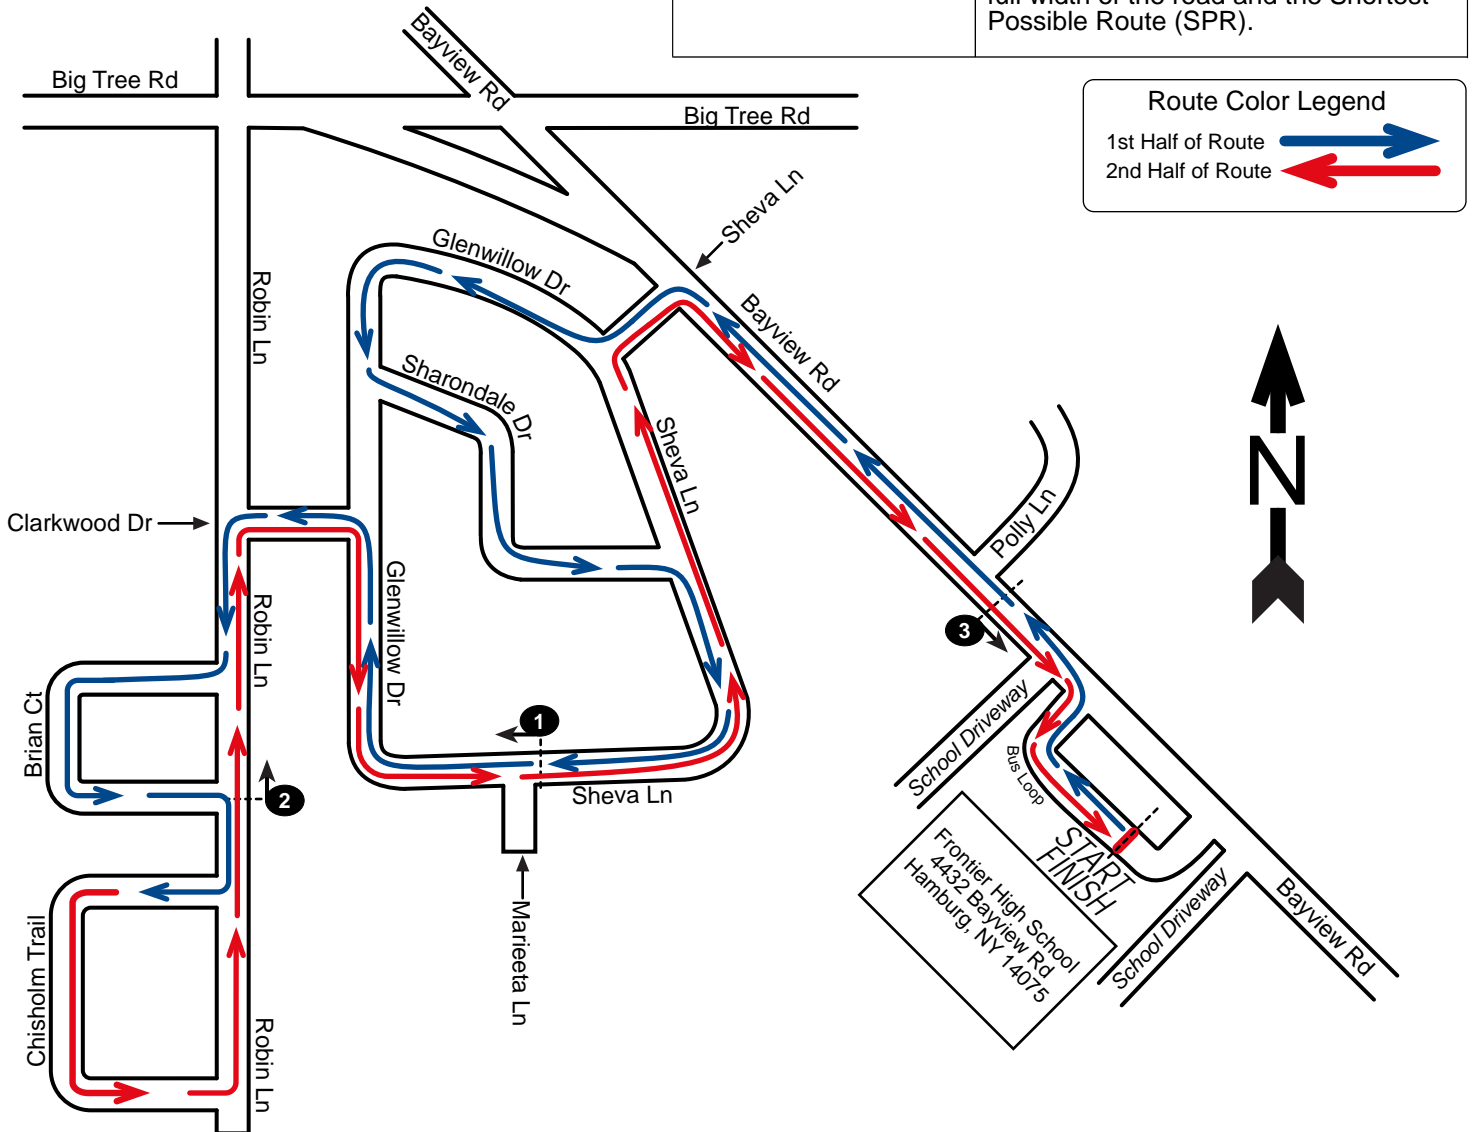 full width of the road and the Shortest
Possible Route (SPR).
Big Tree Rd
Bayview Rd
Big Tree Rd
Route Color Legend
1st Half of Route
2nd Half of Route
Sheva Ln
Glenwillow Dr
Robin Ln
Bayview Rd
Sharondale Dr
Sheva Ln
N
Clarkwood Dr
Polly Ln
Glenwillow Dr
Robin Ln
3
School Driveway
Brian Ct
1
Bus Loop
2
Sheva Ln
START
FINISH
Frontier High School
4432 Bayview Rd
Hamburg, NY 14075
School Driveway
Bayview Rd
Marieeta Ln
Chisholm Trail
Robin Ln